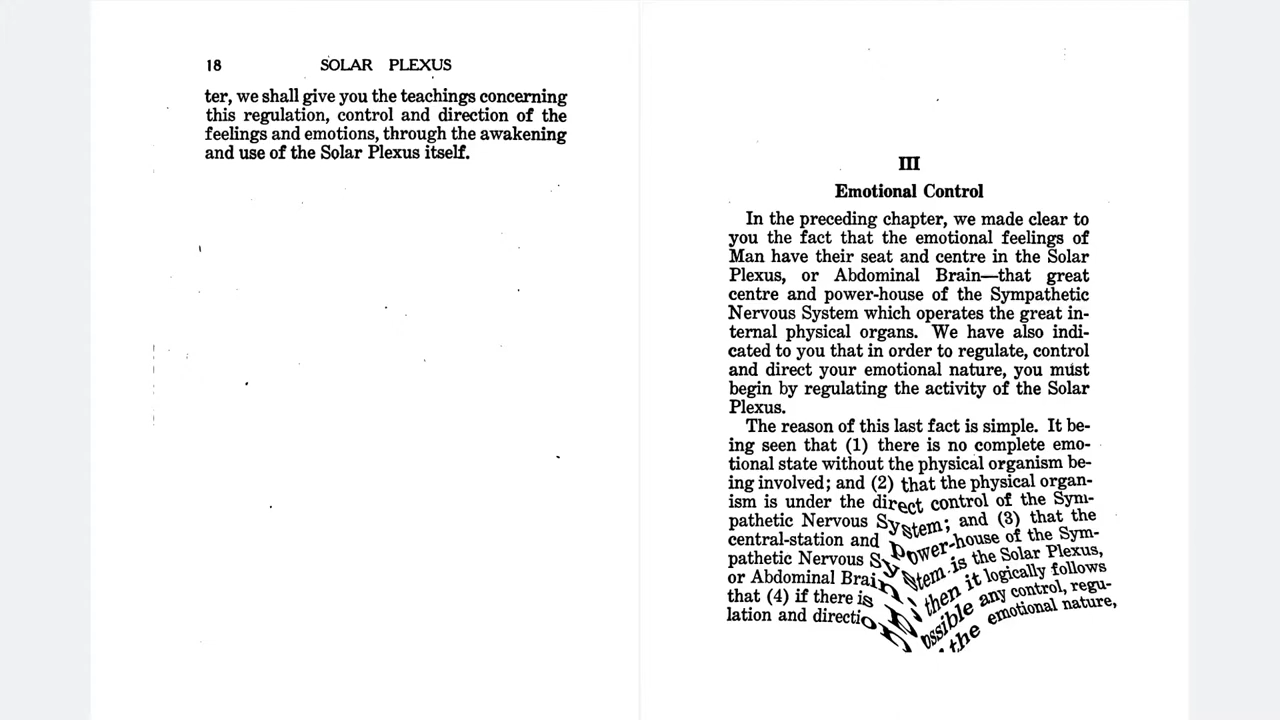 18 SOLAR PLEXUS
ter, we shall give you the teachings concerning
this regulation, control and direction of the
feelings and emotions, through the awakening
and use of the Solar Plexus itself.
III
Emotional Control
In the preceding chapter, we made clear to
you the fact that the emotional feelings of
Man have their seat and centre in the Solar
Plexus, or Abdominal Brain—that great
centre and power-house of the Sympathetic
Nervous System which operates the great in-
ternal physical organs. We have also indi-
cated to you that in order to regulate, control
and direct your emotional nature, you must
begin by regulating the activity of the Solar
Plexus.
The reason of this last fact is simple. It be-
ing seen that (1) there is no complete emo-
tional state without the physical organism be-
ing involved; and (2) that the physical organ-
ism is under the direct control of the Sym-
pathetic Nervous System; and (3) that the
central-station and power-house of the Sym-
pathetic Nervous System is the Solar Plexus,
or Abdominal Brain; then it logically follows
that (4) if there is any control, regu-
lation and the emotional nature,